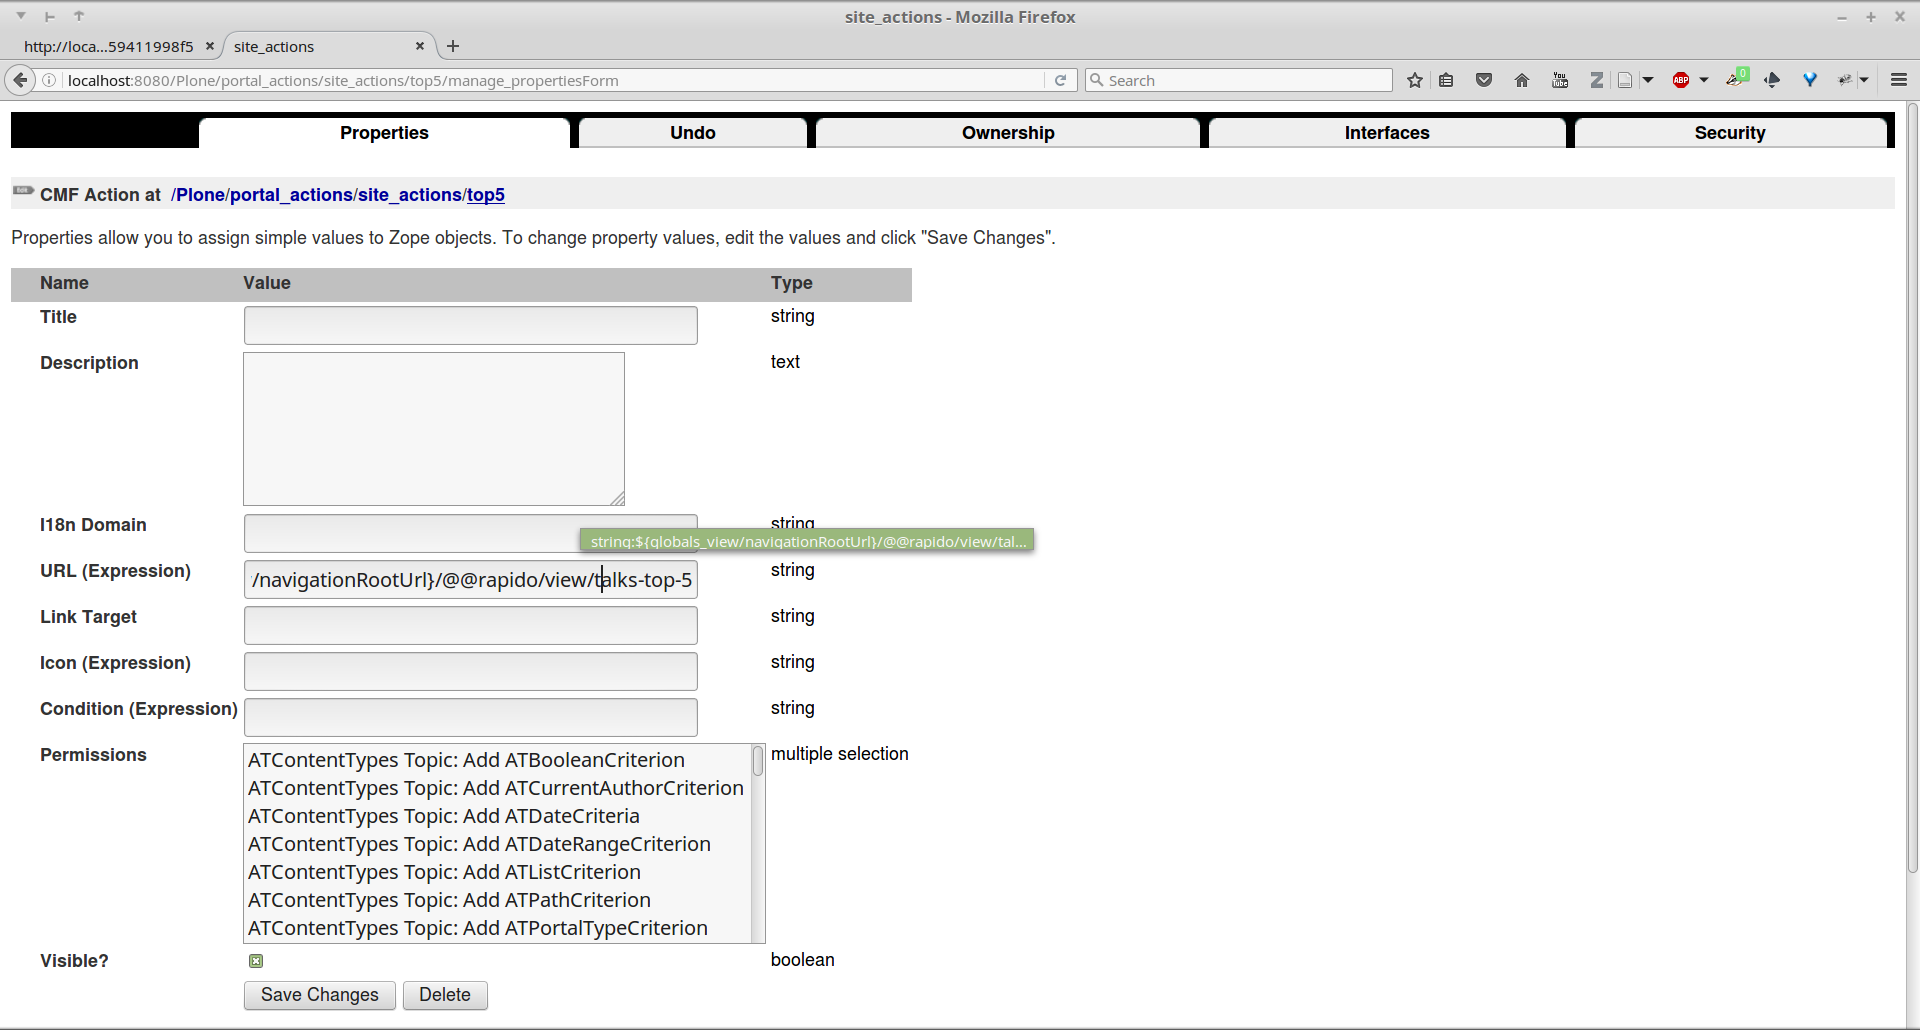 site_actions - Mozilla Firefox
http://loca...59411998f5
site_actions
localhost:8080/Plone/portal_actions/site_actions/top5/manage_propertiesForm
Search
You Tube
Z
ABP
0
Properties
Undo
Ownership
Interfaces
Security
CMF Action at /Plone/portal_actions/site_actions/top5
Properties allow you to assign simple values to Zope objects. To change property values, edit the values and click "Save Changes".
Name Value Type
Title string
Description text
I18n Domain string
string:${globals_view/navigationRootUrl}/@@rapido/view/tal...
URL (Expression) /navigationRootUrl}/@@rapido/view/talks-top-5 string
Link Target string
Icon (Expression) string
Condition (Expression) string
Permissions multiple selection
ATContentTypes Topic: Add ATBooleanCriterion
ATContentTypes Topic: Add ATCurrentAuthorCriterion
ATContentTypes Topic: Add ATDateCriteria
ATContentTypes Topic: Add ATDateRangeCriterion
ATContentTypes Topic: Add ATListCriterion
ATContentTypes Topic: Add ATPathCriterion
ATContentTypes Topic: Add ATPortalTypeCriterion
Visible? boolean
Save Changes
Delete